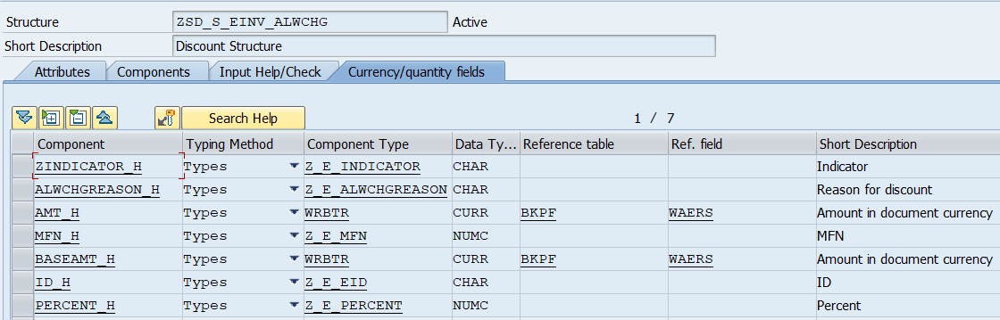 Structure ZSD_S_EINV_ALWCHG Active
Short Description Discount Structure
Attributes Components Input Help/Check Currency/quantity fields
Search Help 1 / 7
Component Typing Method Component Type Data Ty... Reference table Ref. field Short Description
ZINDICATOR_H Types Z_E_INDICATOR CHAR Indicator
ALWCHGREASON_H Types Z_E_ALWCHGREASON CHAR Reason for discount
AMT_H Types WRBTR CURR BKPF WAERS Amount in document currency
MFN_H Types Z_E_MFN NUMC MFN
BASEAMT_H Types WRBTR CURR BKPF WAERS Amount in document currency
ID_H Types Z_E_EID CHAR ID
PERCENT_H Types Z_E_PERCENT NUMC Percent